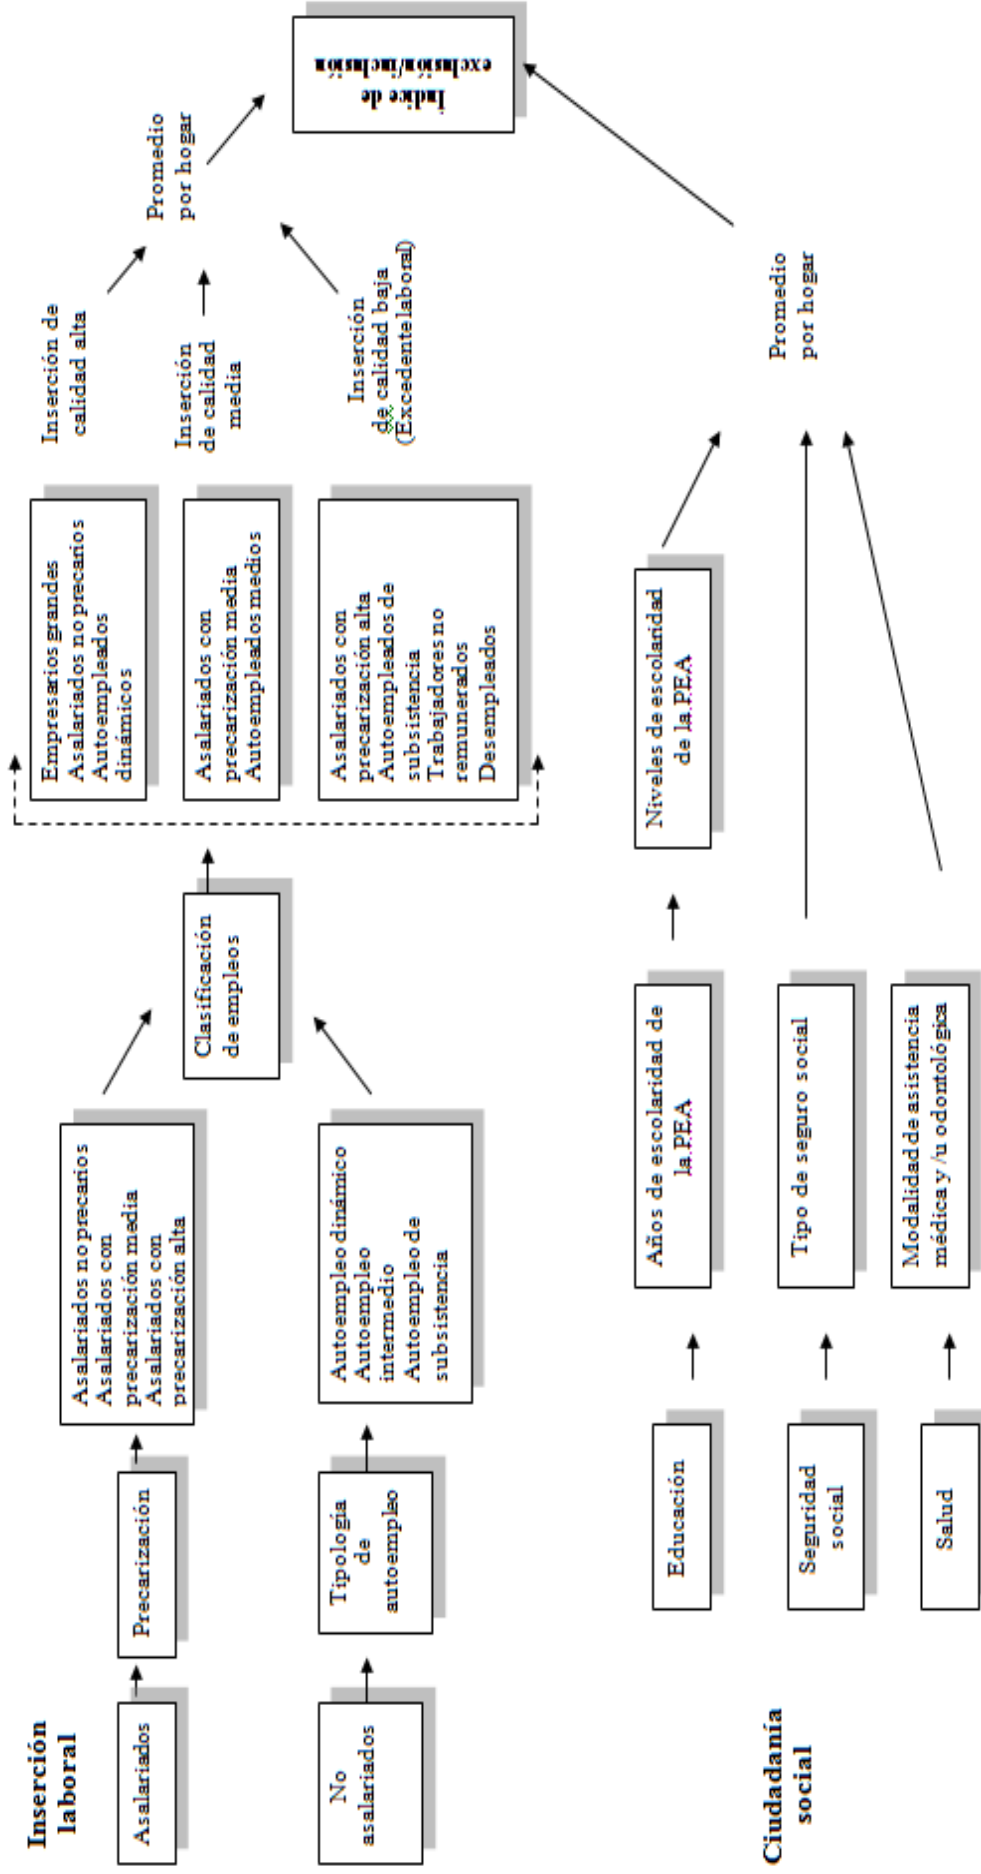 Inserción
laboral
Asalariados
Precarización
Asalariados no precarios
Asalariados con
precarización media
Asalariados con
precarización alta
No
asalariados
Tipología
de
autoempleo
Autoempleo dinámico
Autoempleo
intermedio
Autoempleo de
subsistencia
Clasificación
de empleos
Empresarios grandes
Asalariados no precarios
Autoempleados
dinámicos
Asalariados con
precarización media
Autoempleados medios
Asalariados con
precarización alta
Autoempleados de
subsistencia
Trabajadores no
remunerados
Desempleados
Inserción de
calidad alta
Inserción
de calidad
media
Inserción
de calidad baja
(Excedente laboral)
Promedio
por hogar
Índice de
exclusión/inclusión
Ciudadanía
social
Educación
Años de escolaridad de
la PEA
Niveles de escolaridad
de la PEA
Seguridad
social
Tipo de seguro social
Salud
Modalidad de asistencia
médica y /u odontológica
Promedio
por hogar